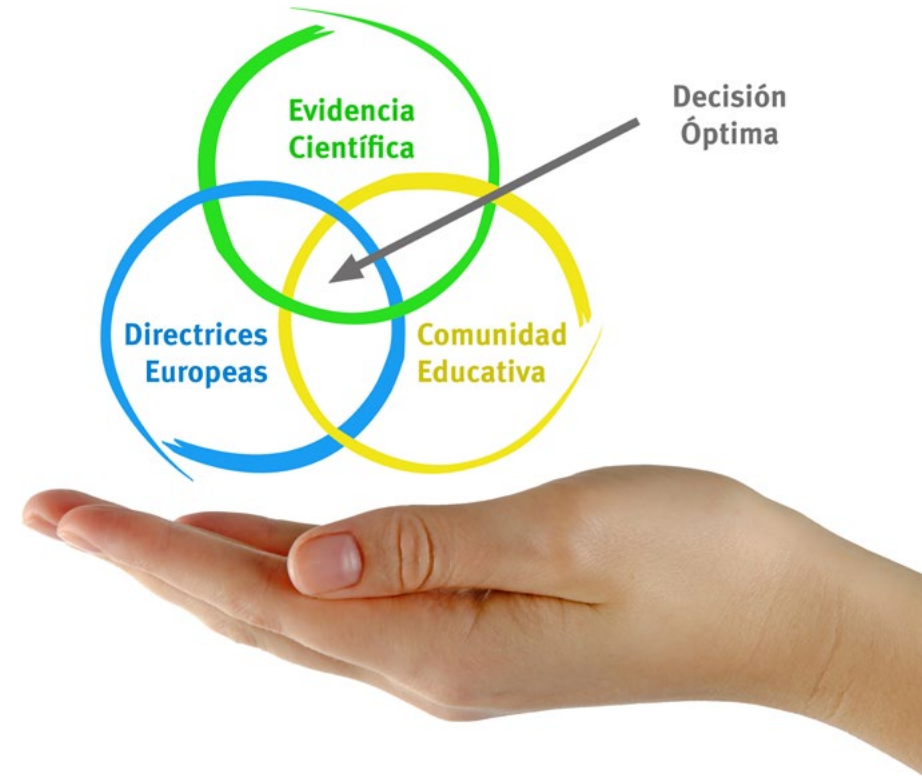 Evidencia
Científica
Decisión
Óptima
Directrices
Europeas
Comunidad
Educativa